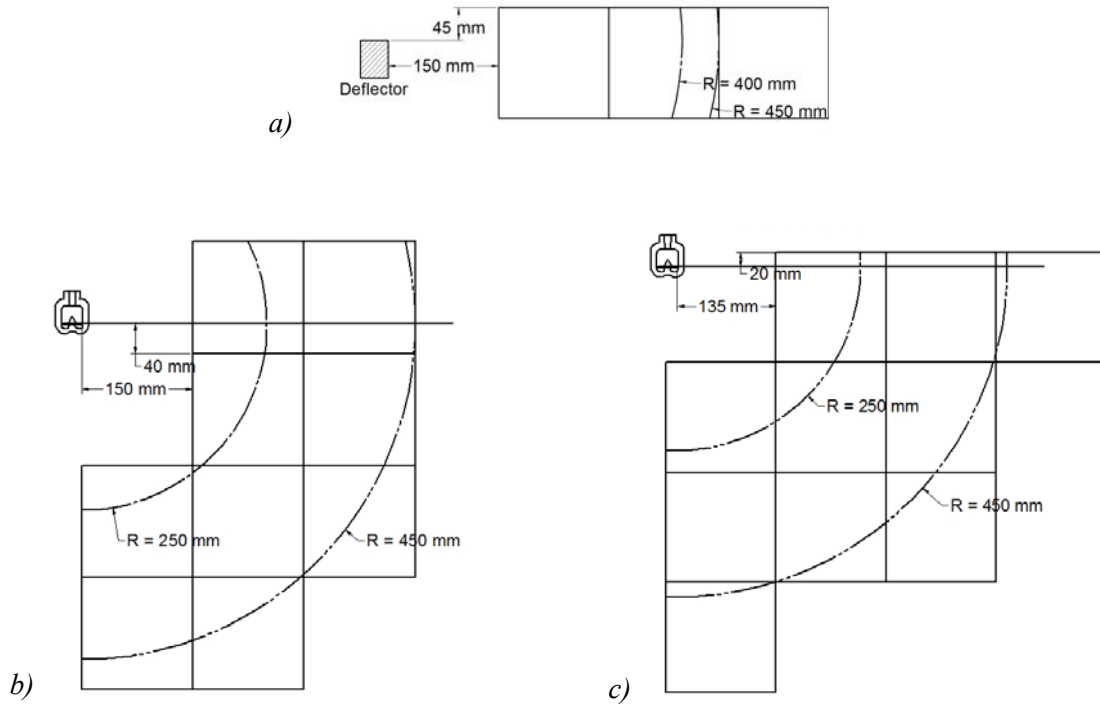 45 mm
150 mm
Deflector
R = 400 mm
R = 450 mm
a)
40 mm
150 mm
R = 250 mm
R = 450 mm
b)
20 mm
135 mm
R = 250 mm
R = 450 mm
c)